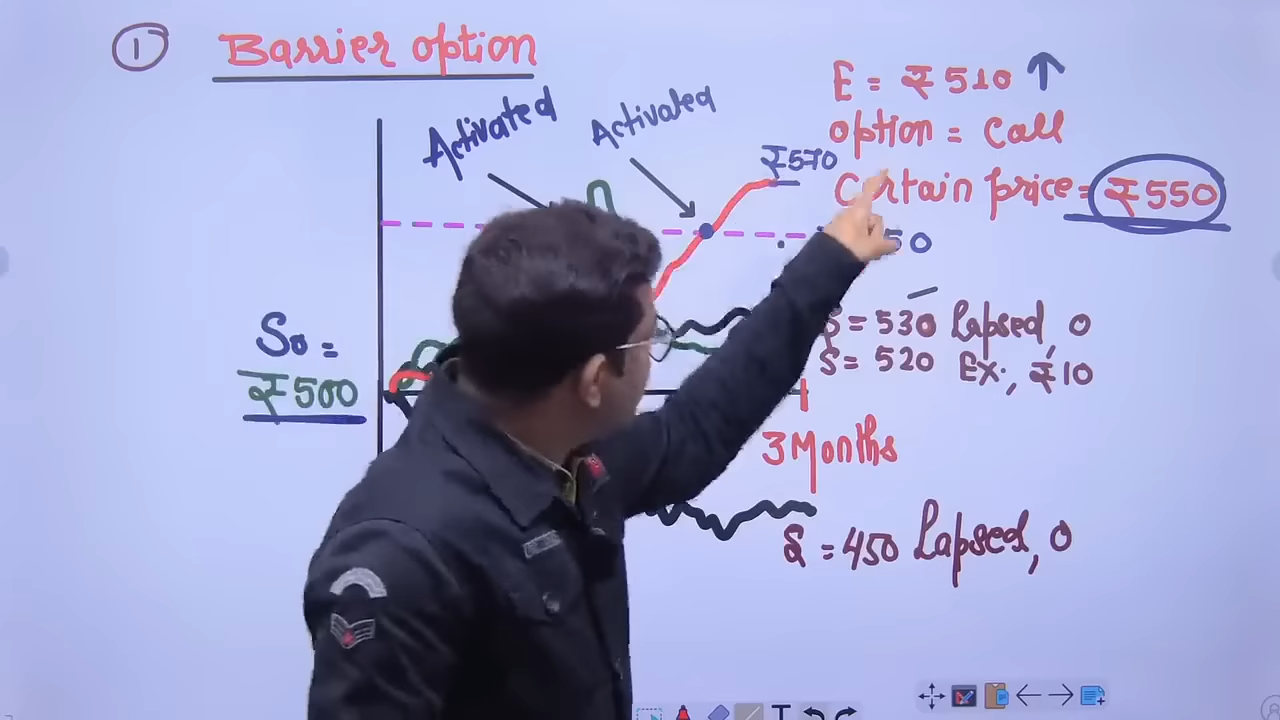 ① Barrier option
Activated
Activated
₹570
E = ₹510 ↑
option = Call
Certain price = ₹550
50
S0 =
₹500
S = 530 lapsed, 0
S = 520 Ex., ₹10
3 Months
S = 450 lapsed, 0
T